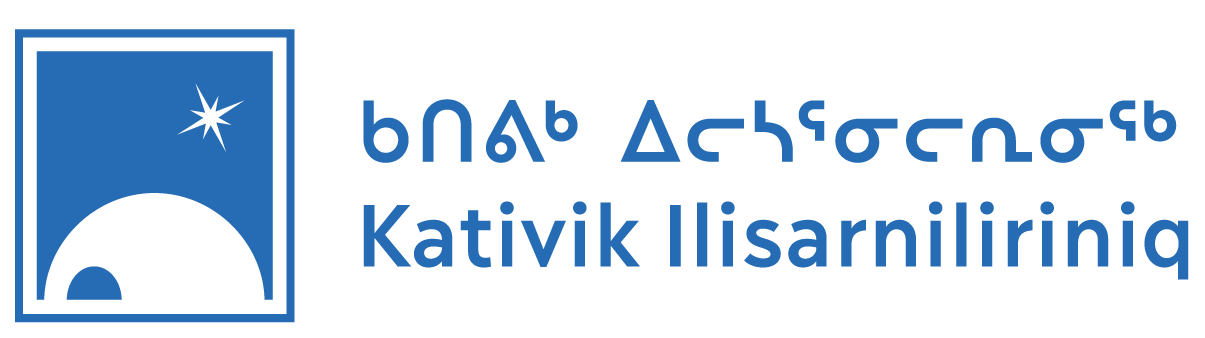 ᑲᑎᕕᒃ ᐃᓕᓴᕐᓂᓕᕆᓂᖅ
Kativik Ilisarniliriniq